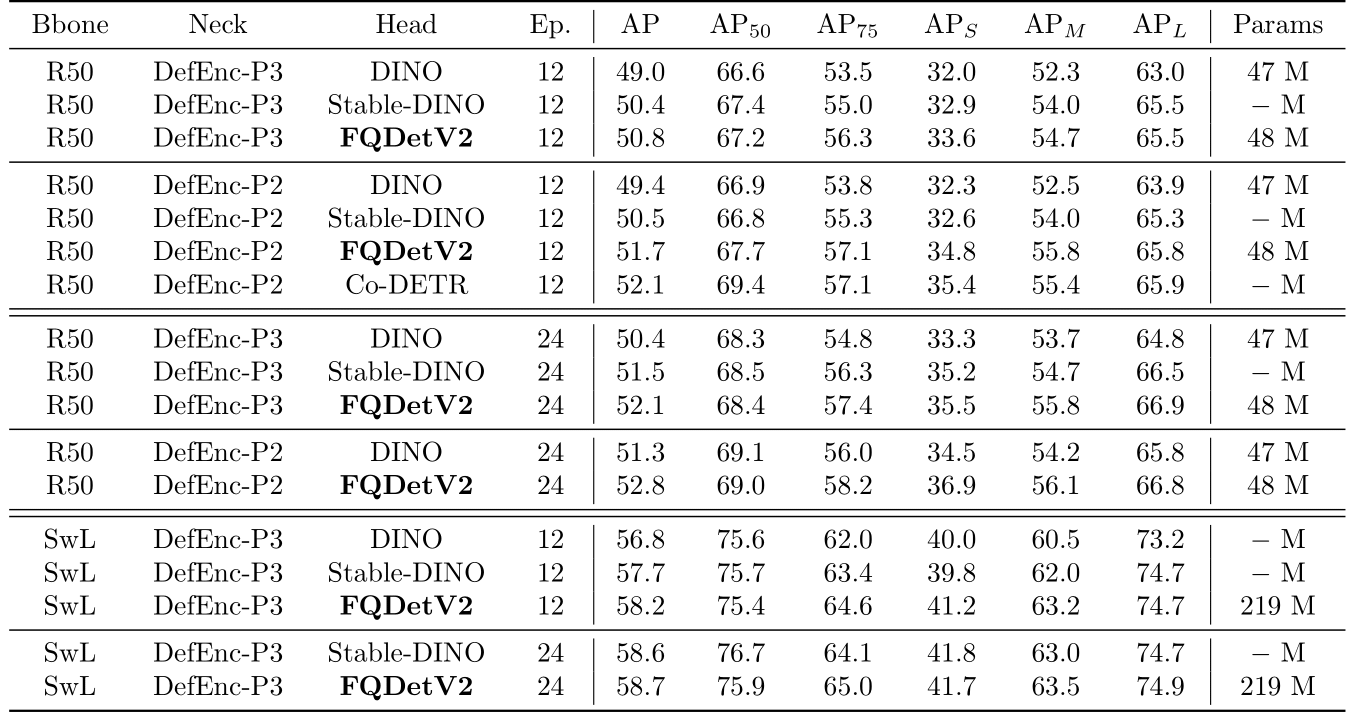 Bbone Neck Head Ep. AP AP50 AP75 APS APM APL Params
R50 DefEnc-P3 DINO 12 49.0 66.6 53.5 32.0 52.3 63.0 47 M
R50 DefEnc-P3 Stable-DINO 12 50.4 67.4 55.0 32.9 54.0 65.5 − M
R50 DefEnc-P3 FQDetV2 12 50.8 67.2 56.3 33.6 54.7 65.5 48 M
R50 DefEnc-P2 DINO 12 49.4 66.9 53.8 32.3 52.5 63.9 47 M
R50 DefEnc-P2 Stable-DINO 12 50.5 66.8 55.3 32.6 54.0 65.3 − M
R50 DefEnc-P2 FQDetV2 12 51.7 67.7 57.1 34.8 55.8 65.8 48 M
R50 DefEnc-P2 Co-DETR 12 52.1 69.4 57.1 35.4 55.4 65.9 − M
R50 DefEnc-P3 DINO 24 50.4 68.3 54.8 33.3 53.7 64.8 47 M
R50 DefEnc-P3 Stable-DINO 24 51.5 68.5 56.3 35.2 54.7 66.5 − M
R50 DefEnc-P3 FQDetV2 24 52.1 68.4 57.4 35.5 55.8 66.9 48 M
R50 DefEnc-P2 DINO 24 51.3 69.1 56.0 34.5 54.2 65.8 47 M
R50 DefEnc-P2 FQDetV2 24 52.8 69.0 58.2 36.9 56.1 66.8 48 M
SwL DefEnc-P3 DINO 12 56.8 75.6 62.0 40.0 60.5 73.2 − M
SwL DefEnc-P3 Stable-DINO 12 57.7 75.7 63.4 39.8 62.0 74.7 − M
SwL DefEnc-P3 FQDetV2 12 58.2 75.4 64.6 41.2 63.2 74.7 219 M
SwL DefEnc-P3 Stable-DINO 24 58.6 76.7 64.1 41.8 63.0 74.7 − M
SwL DefEnc-P3 FQDetV2 24 58.7 75.9 65.0 41.7 63.5 74.9 219 M